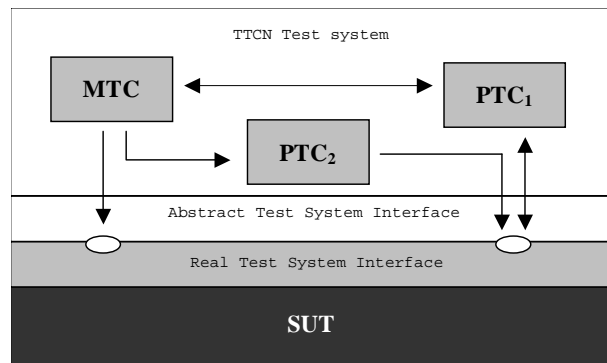 TTCN Test system
MTC
PTC₁
PTC₂
Abstract Test System Interface
Real Test System Interface
SUT